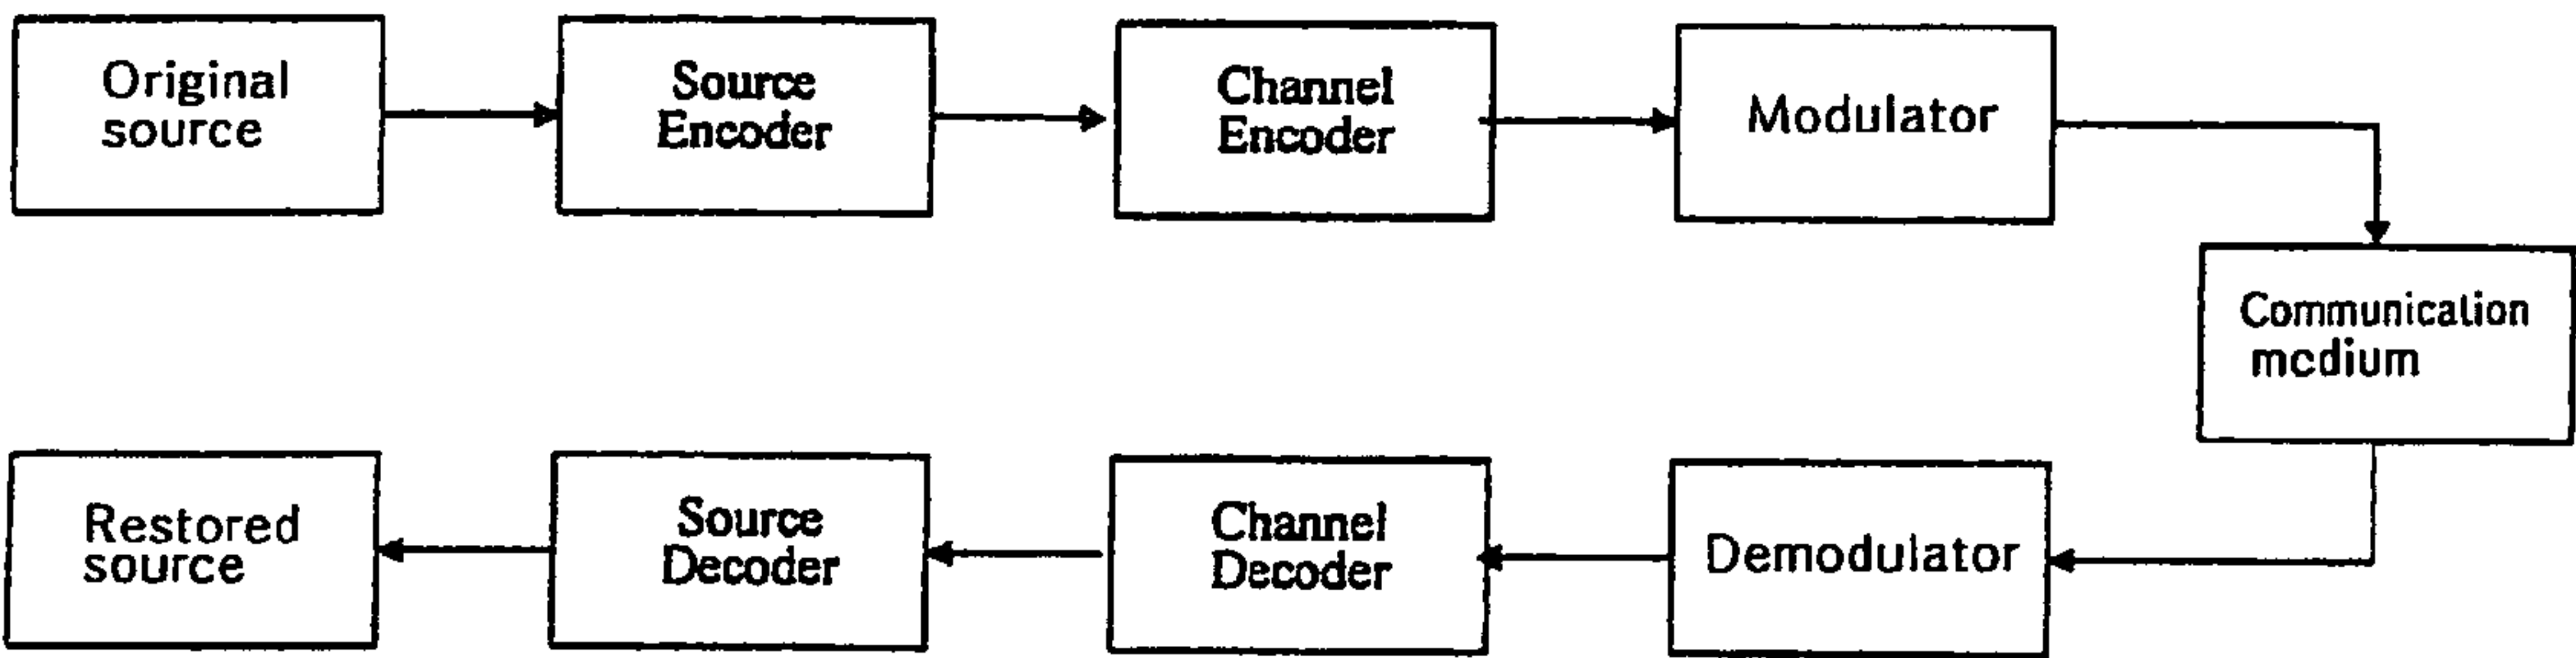 Original
source
Source
Encoder
Channel
Encoder
Modulator
Communication
medium
Demodulator
Channel
Decoder
Source
Decoder
Restored
source